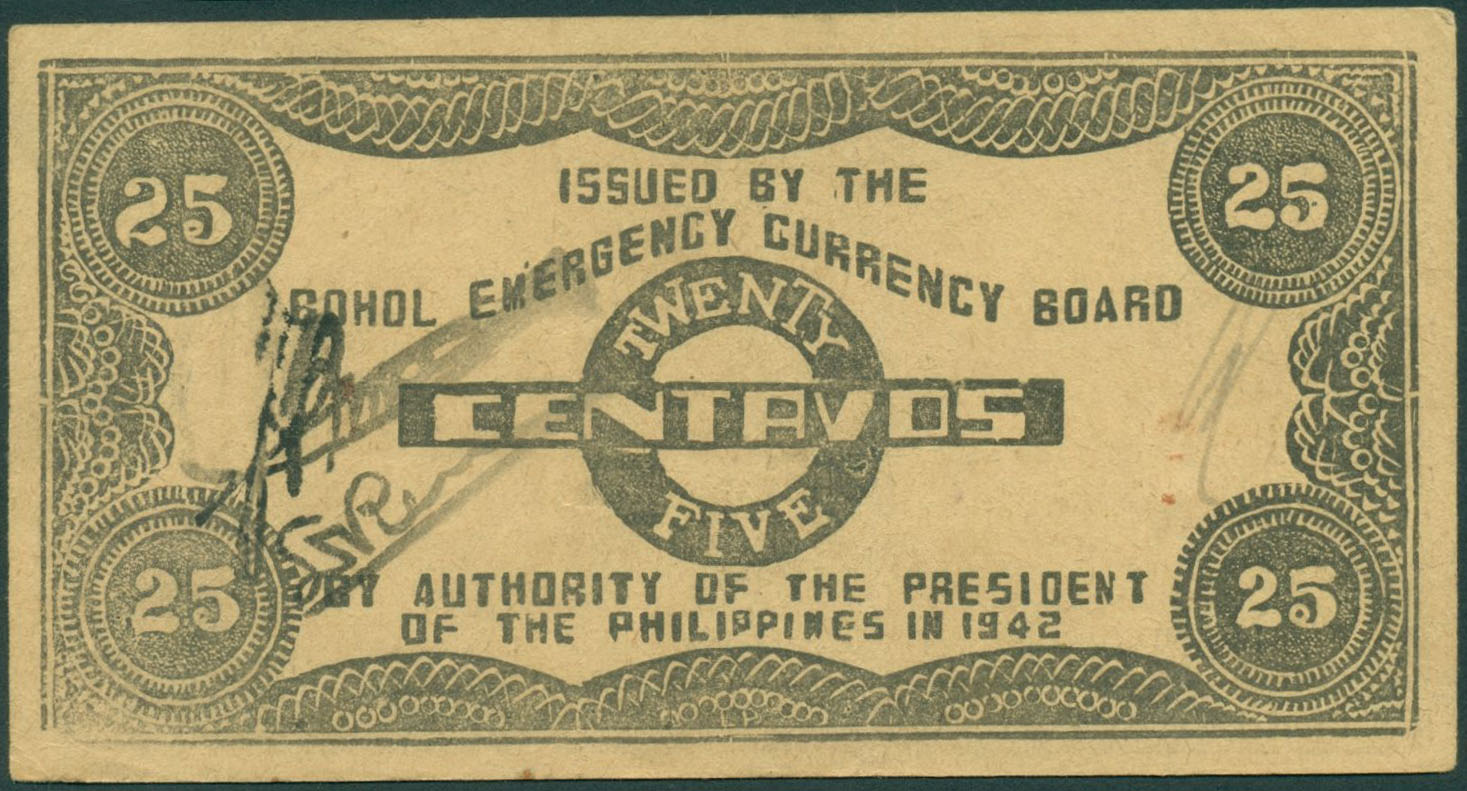 25
25
ISSUED BY THE
BOHOL EMERGENCY CURRENCY BOARD
TWENTY
CENTAVOS
FIVE
25
25
BY AUTHORITY OF THE PRESIDENT
OF THE PHILIPPINES IN 1942